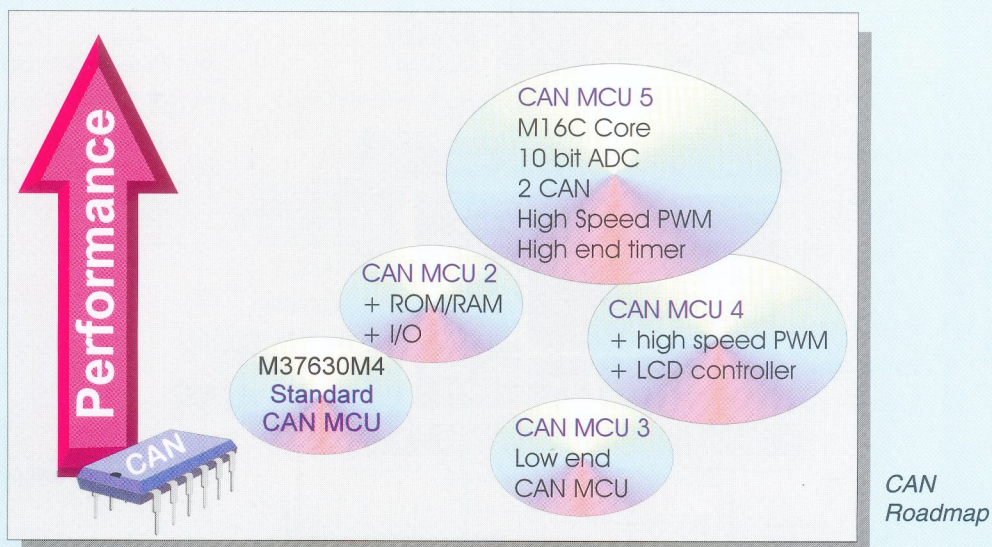 Performance
CAN
CAN MCU 5
M16C Core
10 bit ADC
2 CAN
High Speed PWM
High end timer
CAN MCU 2
+ ROM/RAM
+ I/O
CAN MCU 4
+ high speed PWM
+ LCD controller
M37630M4
Standard
CAN MCU
CAN MCU 3
Low end
CAN MCU
CAN
Roadmap